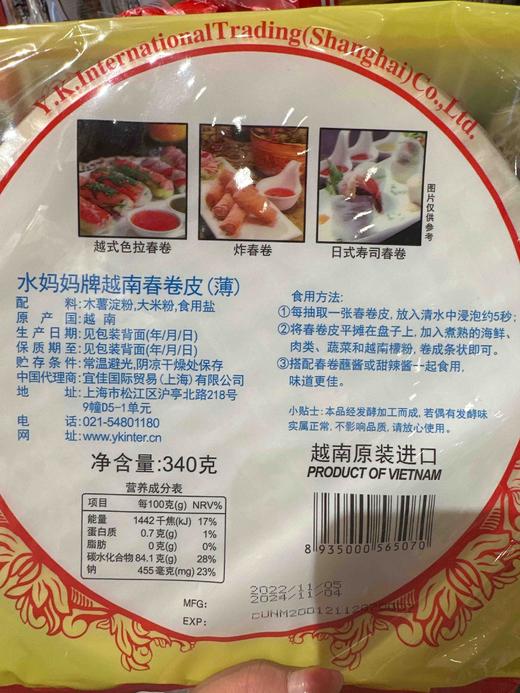 Y.K.InternationalTrading(Shanghai)Co.,Ltd.
越式色拉春卷
炸春卷
日式寿司春卷
图片仅供参考
水妈妈牌越南春卷皮(薄)
配料:木薯淀粉,大米粉,食用盐
原产国:越南
生产日期:见包装背面(年/月/日)
保质期至:见包装背面(年/月/日)
贮存条件:常温避光,阴凉干燥处保存
中国代理商:宜佳国际贸易(上海)有限公司
地址:上海市松江区沪亭北路218号
9幢D5-1单元
电话:021-54801180
网址:www.ykinter.cn
净含量:340克
营养成分表
项目 每100克(g) NRV%
能量 1442千焦(kJ) 17%
蛋白质 0.7克(g) 1%
脂肪 0克(g) 0%
碳水化合物 84.1克(g) 28%
钠 455毫克(mg) 23%
食用方法:
①每抽取一张春卷皮,放入清水中浸泡约5秒;
②将春卷皮平摊在盘子上,加入煮熟的海鲜、
肉类、蔬菜和越南檬粉,卷成条状即可。
③搭配春卷蘸酱或甜辣酱一起食用,
味道更佳。
小贴士:本品经发酵加工而成,若偶有发酵味
实属正常,不影响品质,请放心使用。
越南原装进口
PRODUCT OF VIETNAM
8 935000 565070
MFG: 2022/11/05
2024/11/04
EXP: